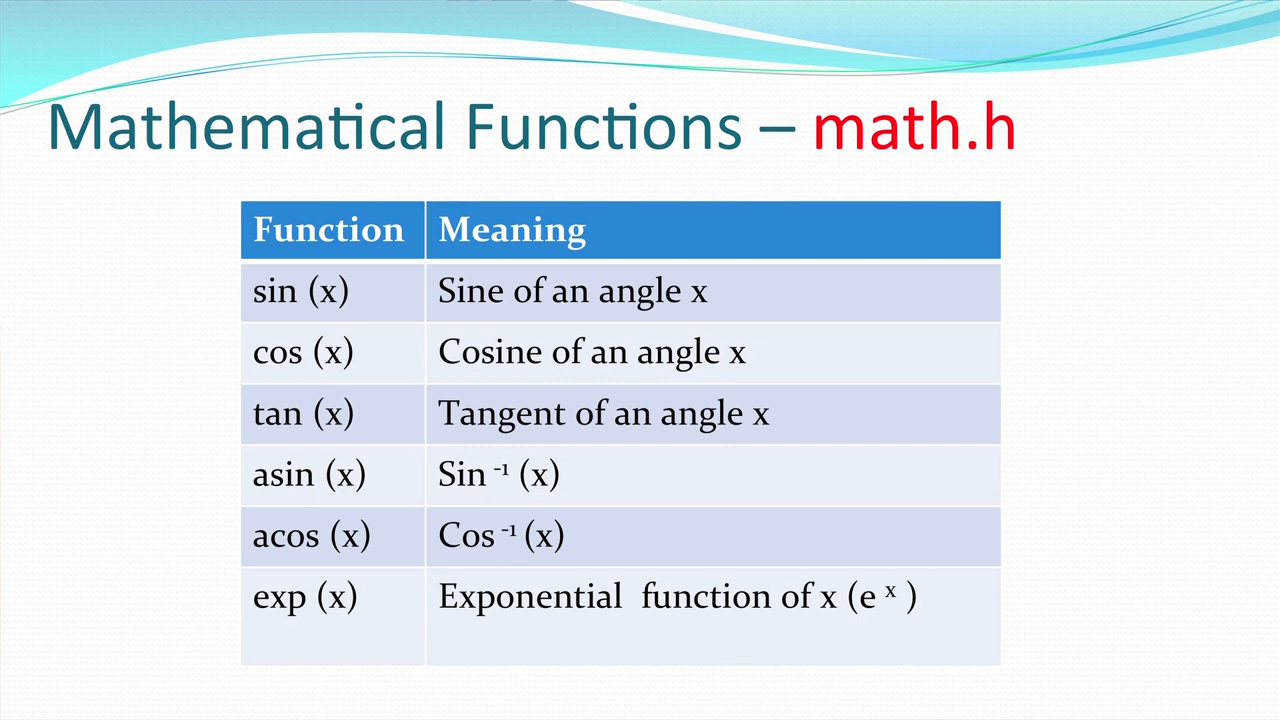 Mathematical Functions – math.h
Function Meaning
sin (x) Sine of an angle x
cos (x) Cosine of an angle x
tan (x) Tangent of an angle x
asin (x) Sin ⁻¹ (x)
acos (x) Cos ⁻¹ (x)
exp (x) Exponential function of x (e ˣ )